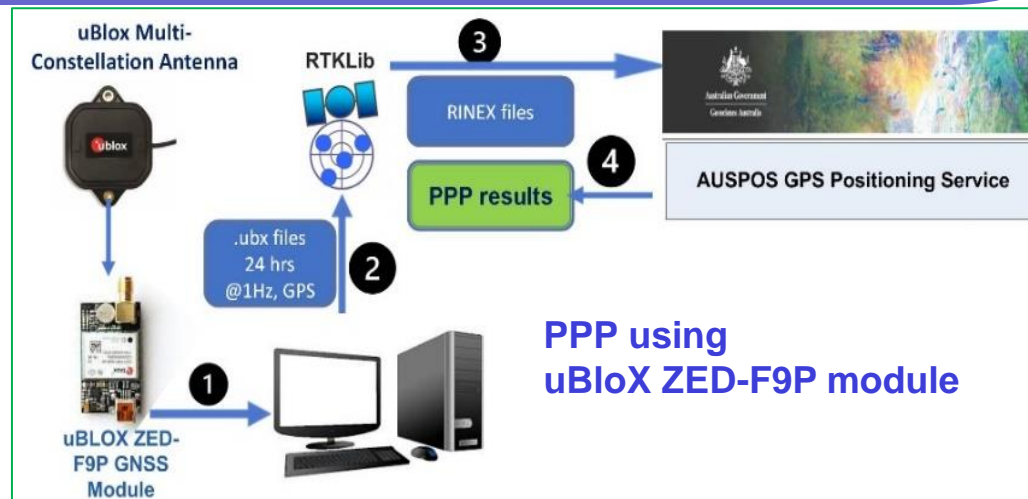 uBlox Multi-
Constellation Antenna
ublox
RTKLib
3
RINEX files
Australian Government
Geoscience Australia
4
PPP results
AUSPOS GPS Positioning Service
.ubx files
24 hrs
@1Hz, GPS
2
1
uBLOX ZED-
F9P GNSS
Module
PPP using
uBloX ZED-F9P module